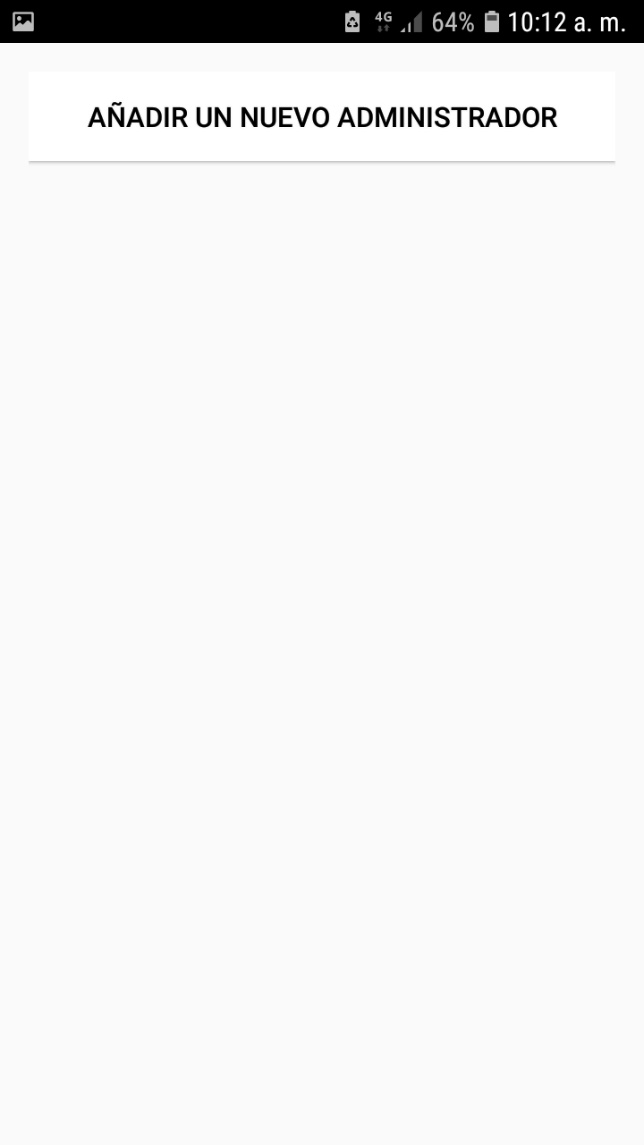 4G 64% 10:12 a. m.
AÑADIR UN NUEVO ADMINISTRADOR